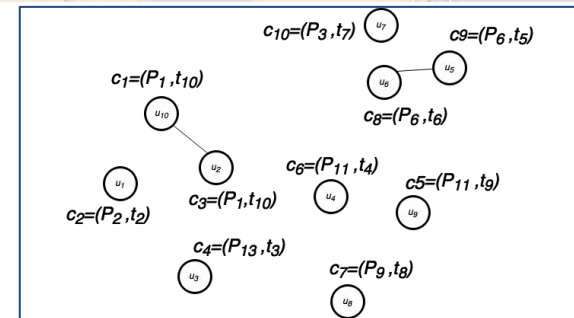 c10=(P3 ,t7)
u7
c9=(P6 ,t5)
u5
u6
c8=(P6 ,t6)
c1=(P1 ,t10)
u10
u2
c3=(P1,t10)
u1
c2=(P2 ,t2)
c6=(P11 ,t4)
u4
c5=(P11 ,t9)
u9
c4=(P13 ,t3)
u3
c7=(P9 ,t8)
u8